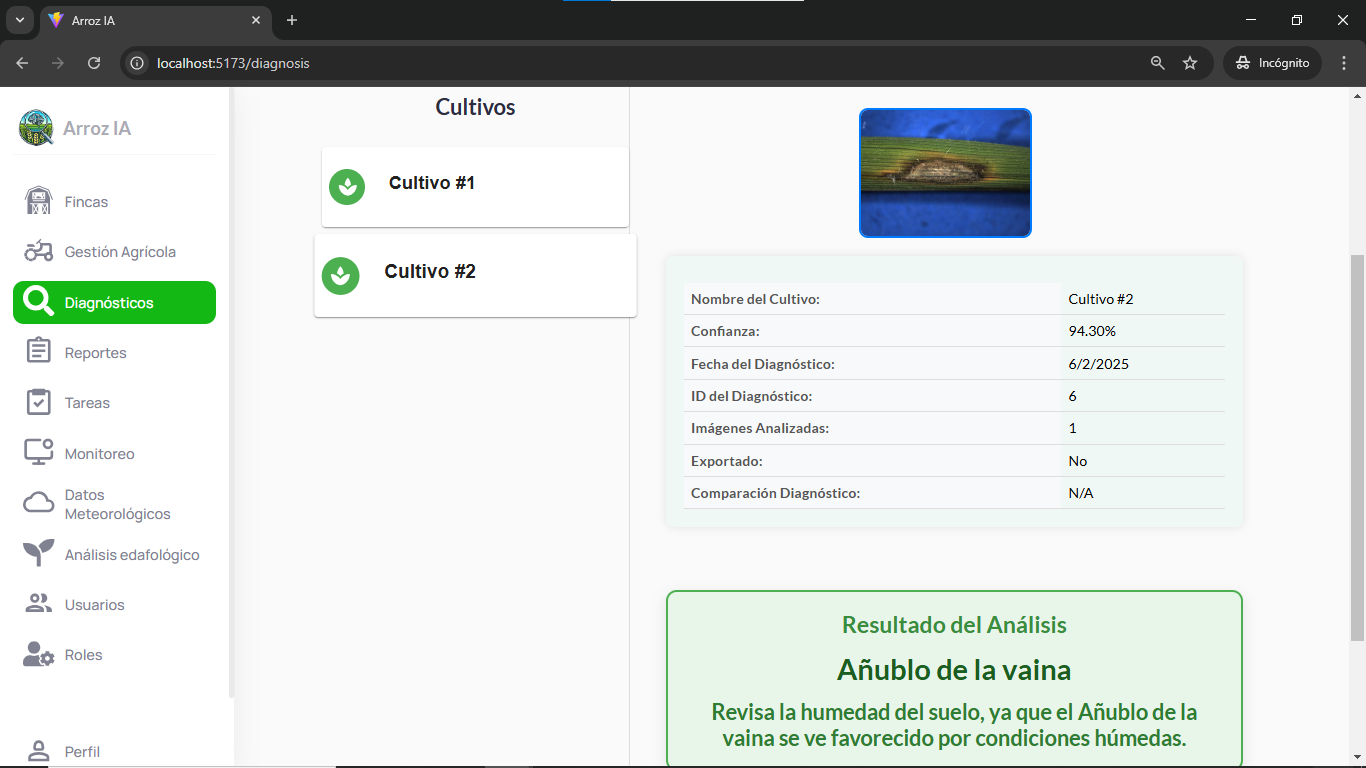 Arroz IA
localhost:5173/diagnosis
Incógnito
Arroz IA
Fincas
Gestión Agrícola
Diagnósticos
Reportes
Tareas
Monitoreo
Datos
Meteorológicos
Análisis edafológico
Usuarios
Roles
Perfil
Cultivos
Cultivo #1
Cultivo #2
Nombre del Cultivo: Cultivo #2
Confianza: 94.30%
Fecha del Diagnóstico: 6/2/2025
ID del Diagnóstico: 6
Imágenes Analizadas: 1
Exportado: No
Comparación Diagnóstico: N/A
Resultado del Análisis
Añublo de la vaina
Revisa la humedad del suelo, ya que el Añublo de la
vaina se ve favorecido por condiciones húmedas.